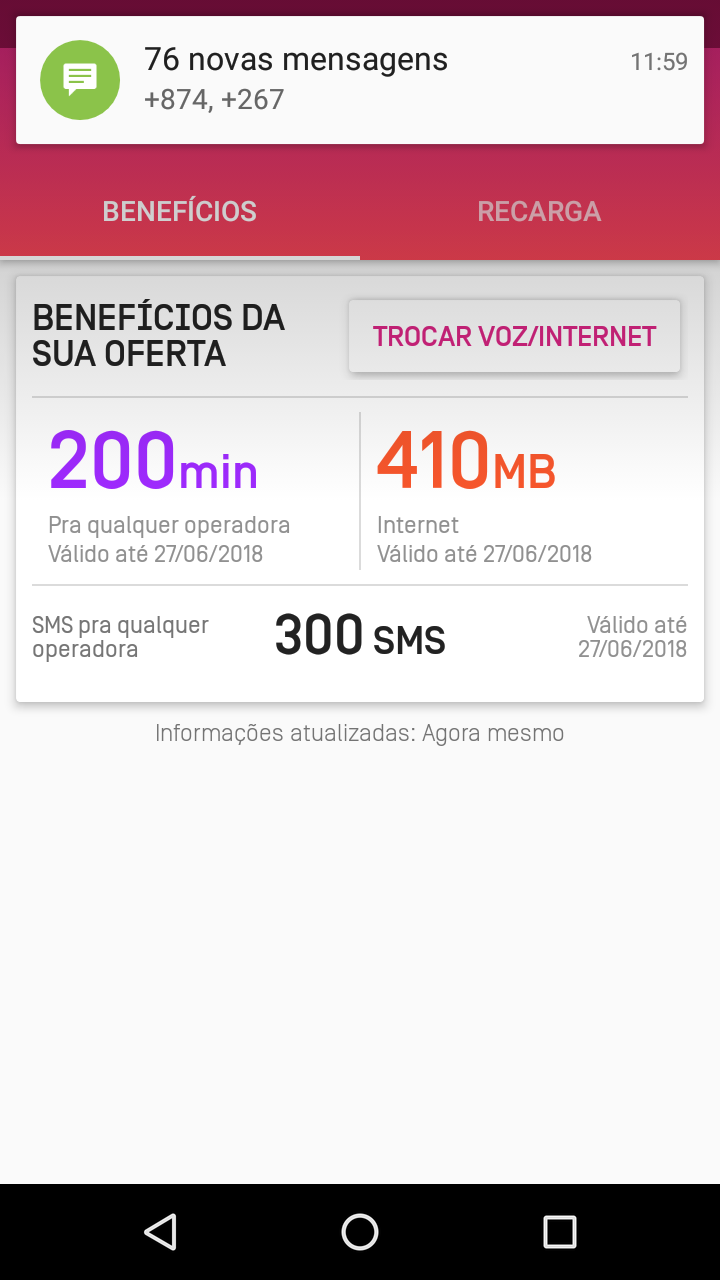 76 novas mensagens
11:59
+874, +267
BENEFÍCIOS
RECARGA
BENEFÍCIOS DA
SUA OFERTA
TROCAR VOZ/INTERNET
200min
Pra qualquer operadora
Válido até 27/06/2018
410MB
Internet
Válido até 27/06/2018
SMS pra qualquer
operadora
300 SMS
Válido até
27/06/2018
Informações atualizadas: Agora mesmo